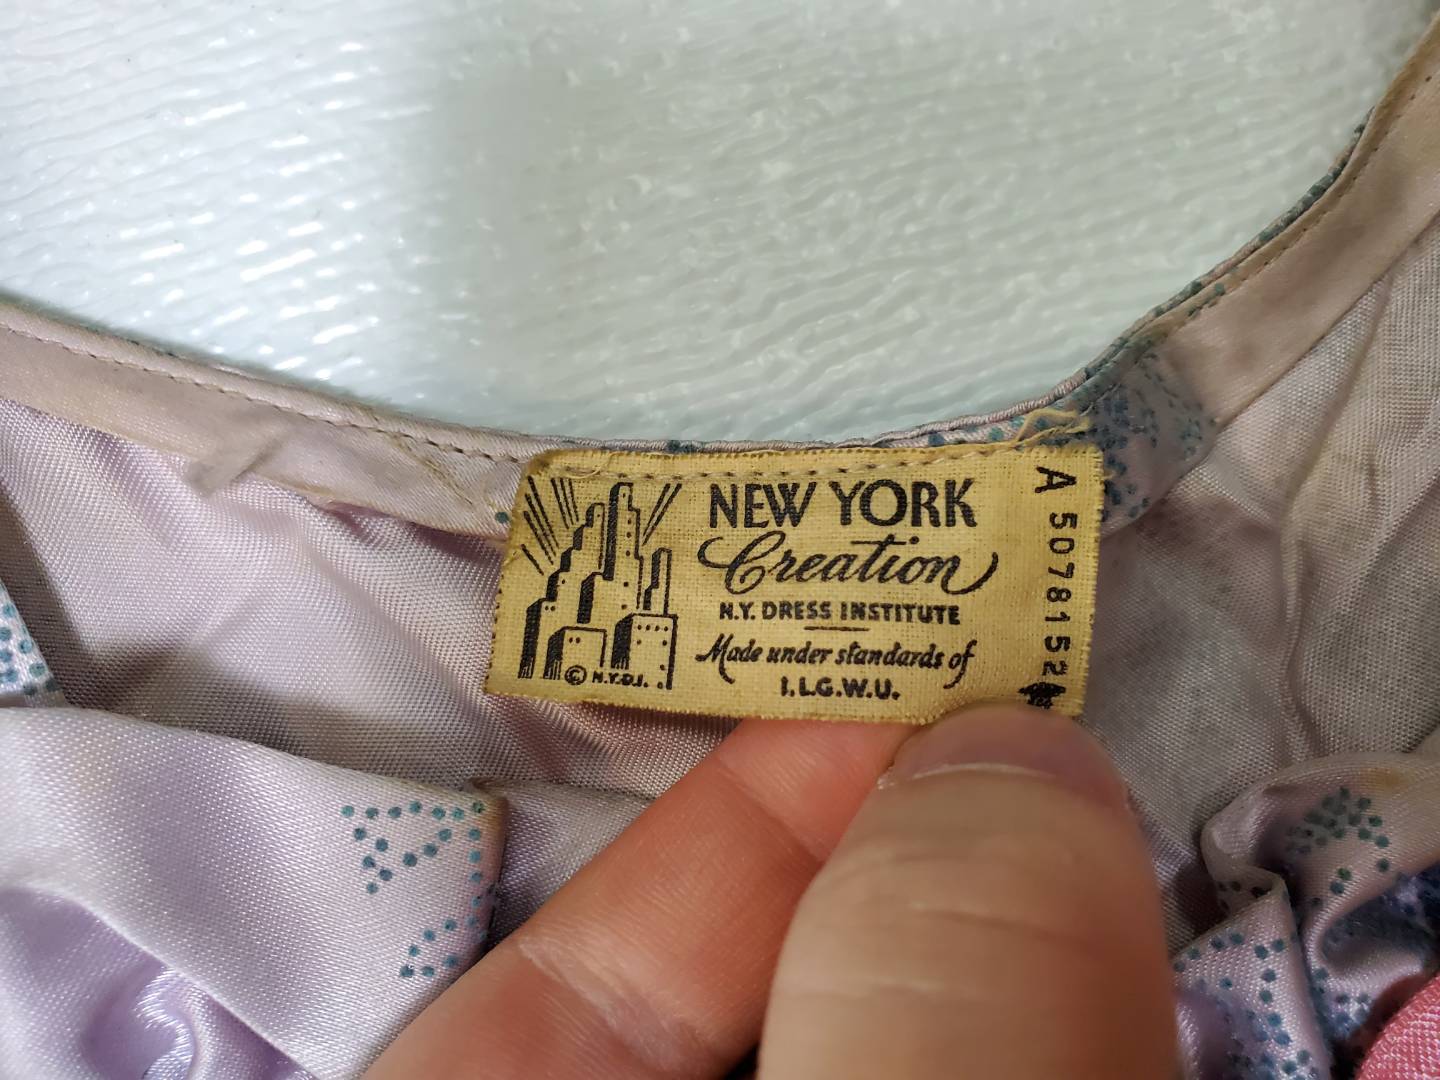 NEW YORK
Creation
N.Y. DRESS INSTITUTE
Made under standards of
I.L.G.W.U.
© N.Y.D.I.
A 5078152